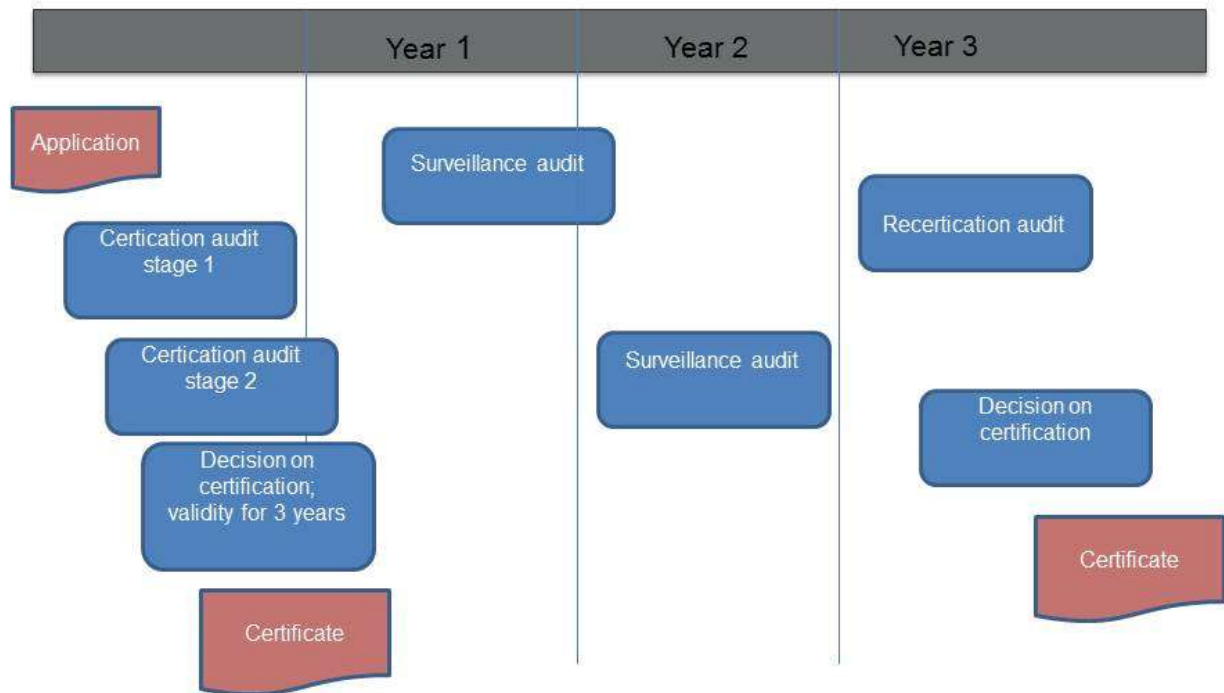 Year 1
Year 2
Year 3
Application
Surveillance audit
Recertication audit
Certication audit
stage 1
Certication audit
stage 2
Surveillance audit
Decision on
certification;
validity for 3 years
Decision on
certification
Certificate
Certificate